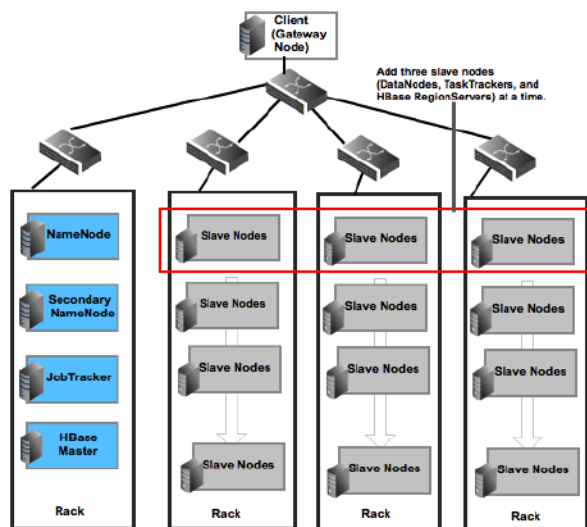 Client
(Gateway
Node)
Add three slave nodes
(DataNodes, TaskTrackers, and
HBase RegionServers) at a time.
NameNode
Secondary
NameNode
JobTracker
HBase
Master
Rack
Slave Nodes
Slave Nodes
Slave Nodes
Slave Nodes
Rack
Slave Nodes
Slave Nodes
Slave Nodes
Slave Nodes
Rack
Slave Nodes
Slave Nodes
Slave Nodes
Slave Nodes
Rack